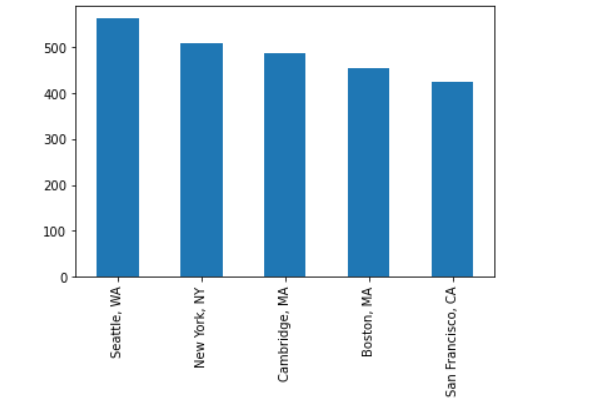 500
400
300
200
100
0
Seattle, WA
New York, NY
Cambridge, MA
Boston, MA
San Francisco, CA